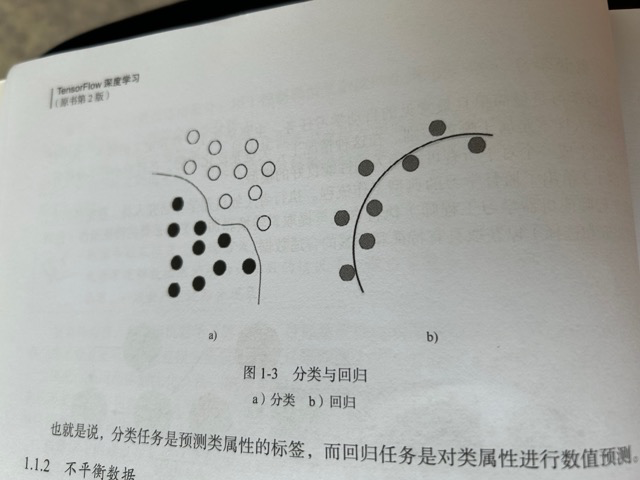 TensorFlow 深度学习
（原书第 2 版）
a)
b)
图 1-3 分类与回归
a）分类 b）回归
也就是说，分类任务是预测类属性的标签，而回归任务是对类属性进行数值预测。
1.1.2 不平衡数据